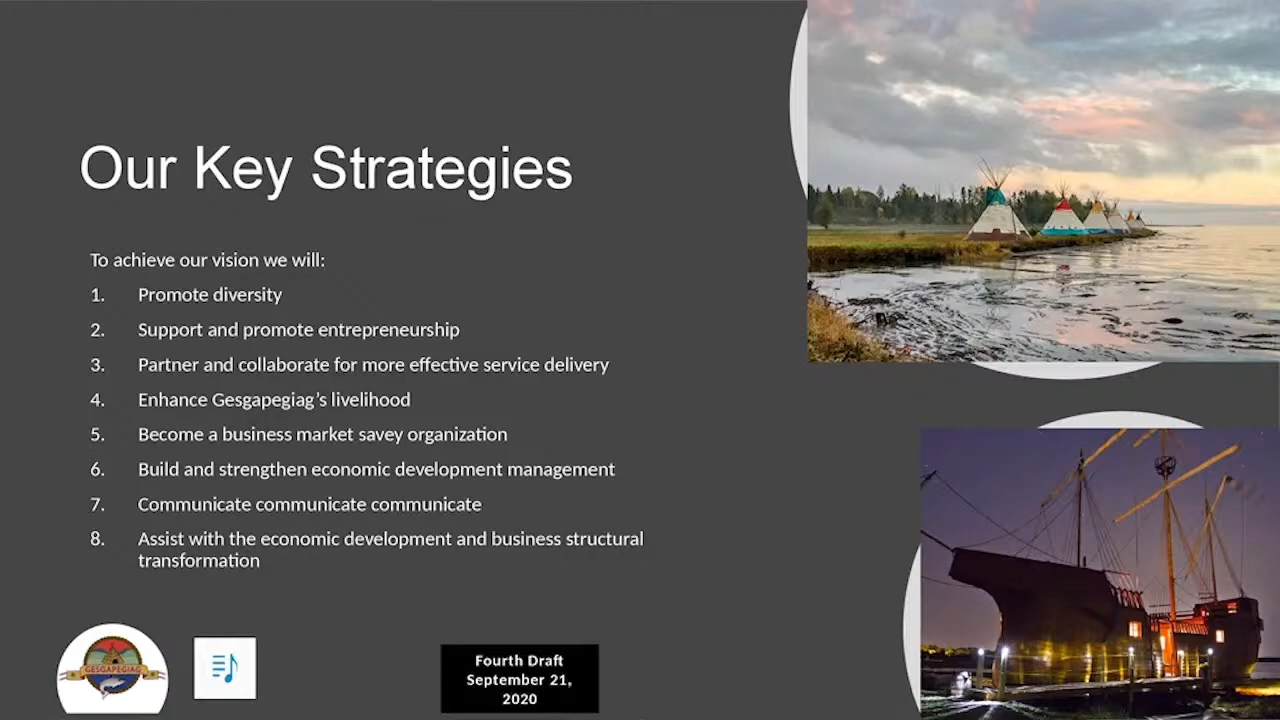 Our Key Strategies
To achieve our vision we will:
1. Promote diversity
2. Support and promote entrepreneurship
3. Partner and collaborate for more effective service delivery
4. Enhance Gesgapegiag’s livelihood
5. Become a business market savey organization
6. Build and strengthen economic development management
7. Communicate communicate communicate
8. Assist with the economic development and business structural
transformation
GESGAPEGIAG
Fourth Draft
September 21,
2020